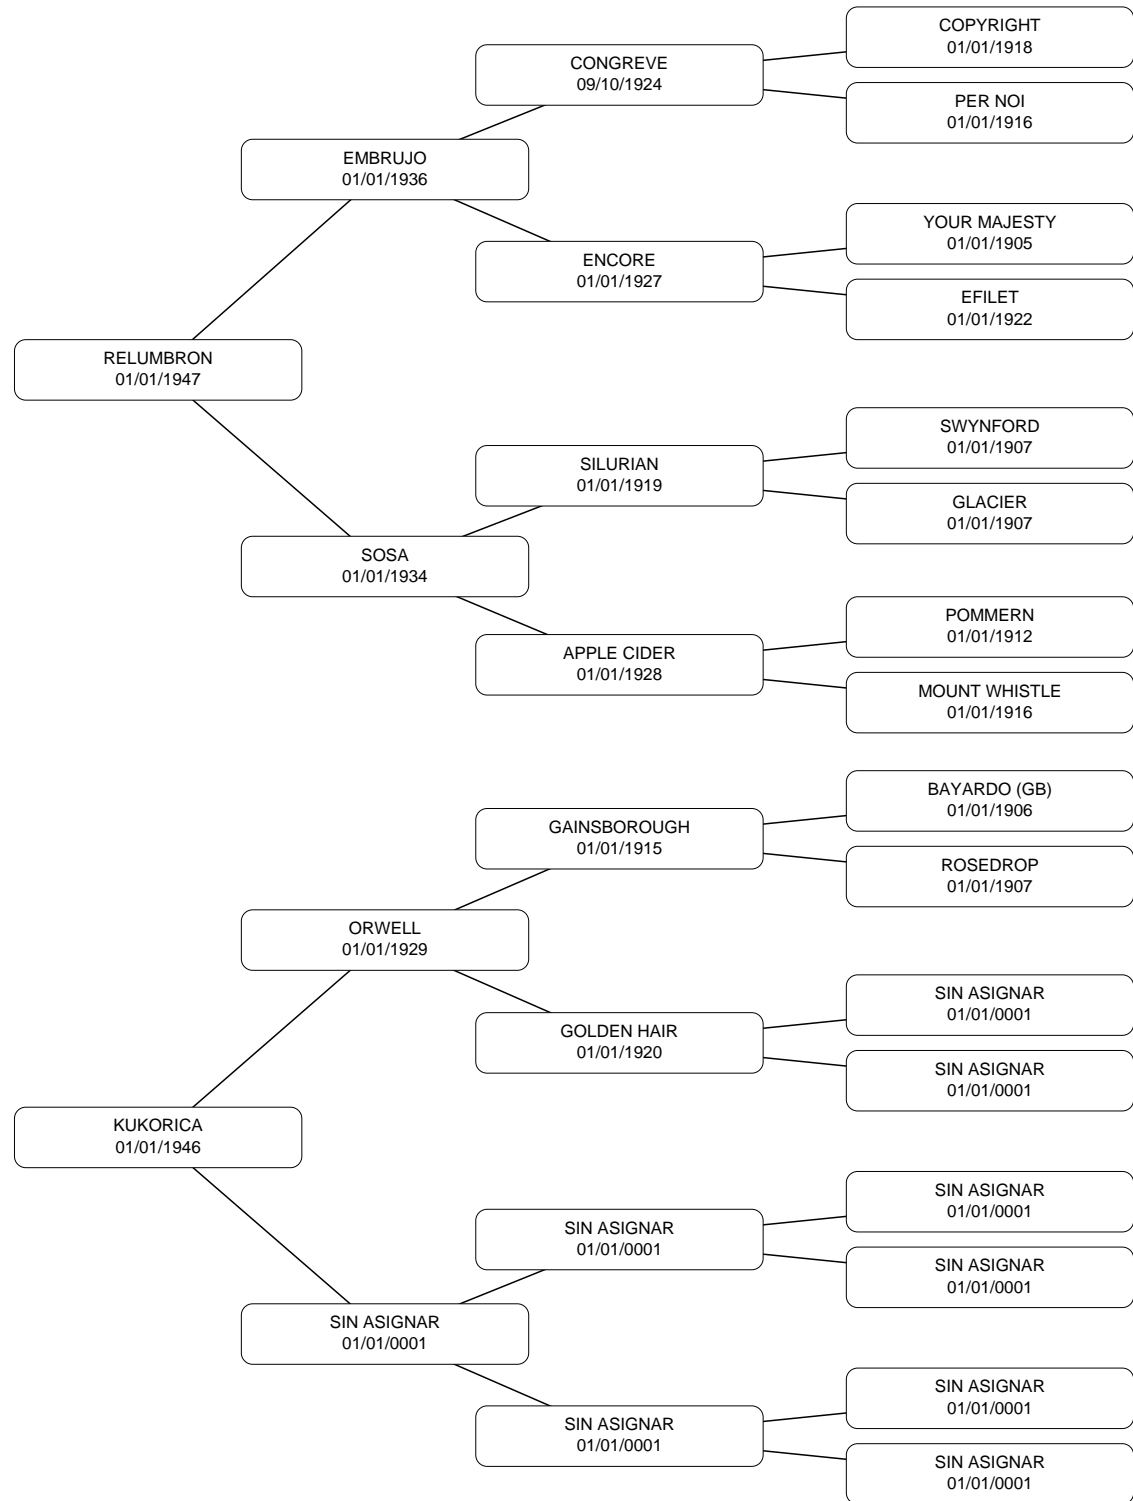 COPYRIGHT
01/01/1918
CONGREVE
09/10/1924
PER NOI
01/01/1916
EMBRUJO
01/01/1936
YOUR MAJESTY
01/01/1905
ENCORE
01/01/1927
EFILET
01/01/1922
RELUMBRON
01/01/1947
SWYNFORD
01/01/1907
SILURIAN
01/01/1919
GLACIER
01/01/1907
SOSA
01/01/1934
POMMERN
01/01/1912
APPLE CIDER
01/01/1928
MOUNT WHISTLE
01/01/1916
BAYARDO (GB)
01/01/1906
GAINSBOROUGH
01/01/1915
ROSEDROP
01/01/1907
ORWELL
01/01/1929
SIN ASIGNAR
01/01/0001
GOLDEN HAIR
01/01/1920
SIN ASIGNAR
01/01/0001
KUKORICA
01/01/1946
SIN ASIGNAR
01/01/0001
SIN ASIGNAR
01/01/0001
SIN ASIGNAR
01/01/0001
SIN ASIGNAR
01/01/0001
SIN ASIGNAR
01/01/0001
SIN ASIGNAR
01/01/0001
SIN ASIGNAR
01/01/0001